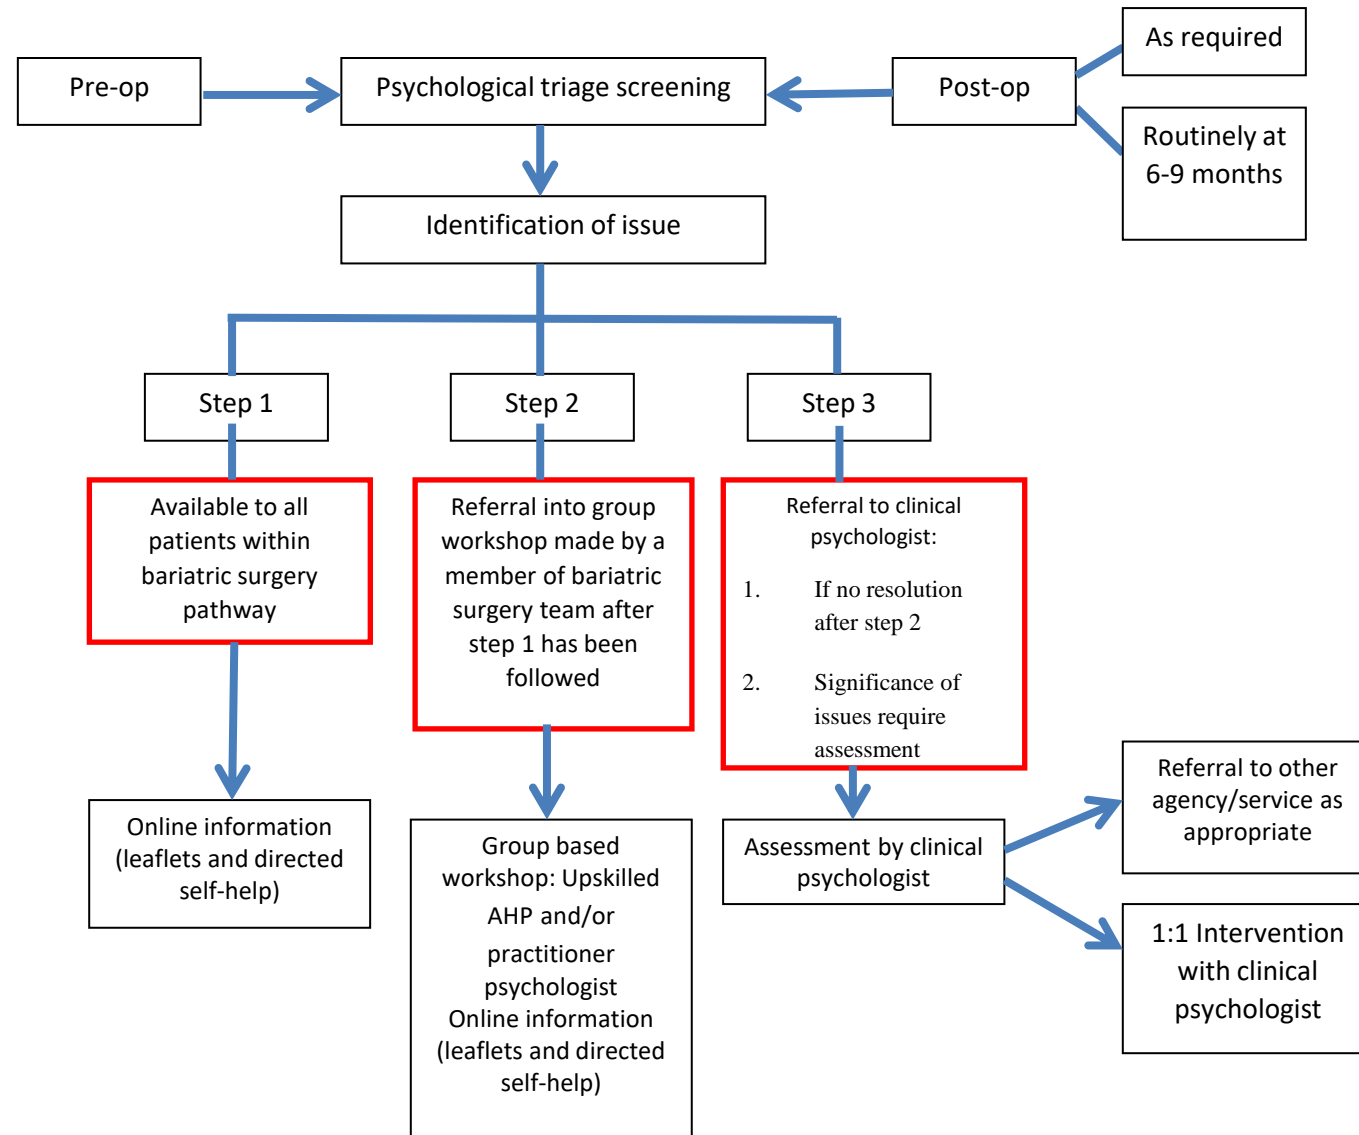 Pre-op
Psychological triage screening
Post-op
As required
Routinely at
6-9 months
Identification of issue
Step 1
Step 2
Step 3
Available to all
patients within
bariatric surgery
pathway
Referral into group
workshop made by a
member of bariatric
surgery team after
step 1 has been
followed
Referral to clinical
psychologist:
1. If no resolution
after step 2
2. Significance of
issues require
assessment
Online information
(leaflets and directed
self-help)
Group based
workshop: Upskilled
AHP and/or
practitioner
psychologist
Online information
(leaflets and directed
self-help)
Assessment by clinical
psychologist
Referral to other
agency/service as
appropriate
1:1 Intervention
with clinical
psychologist